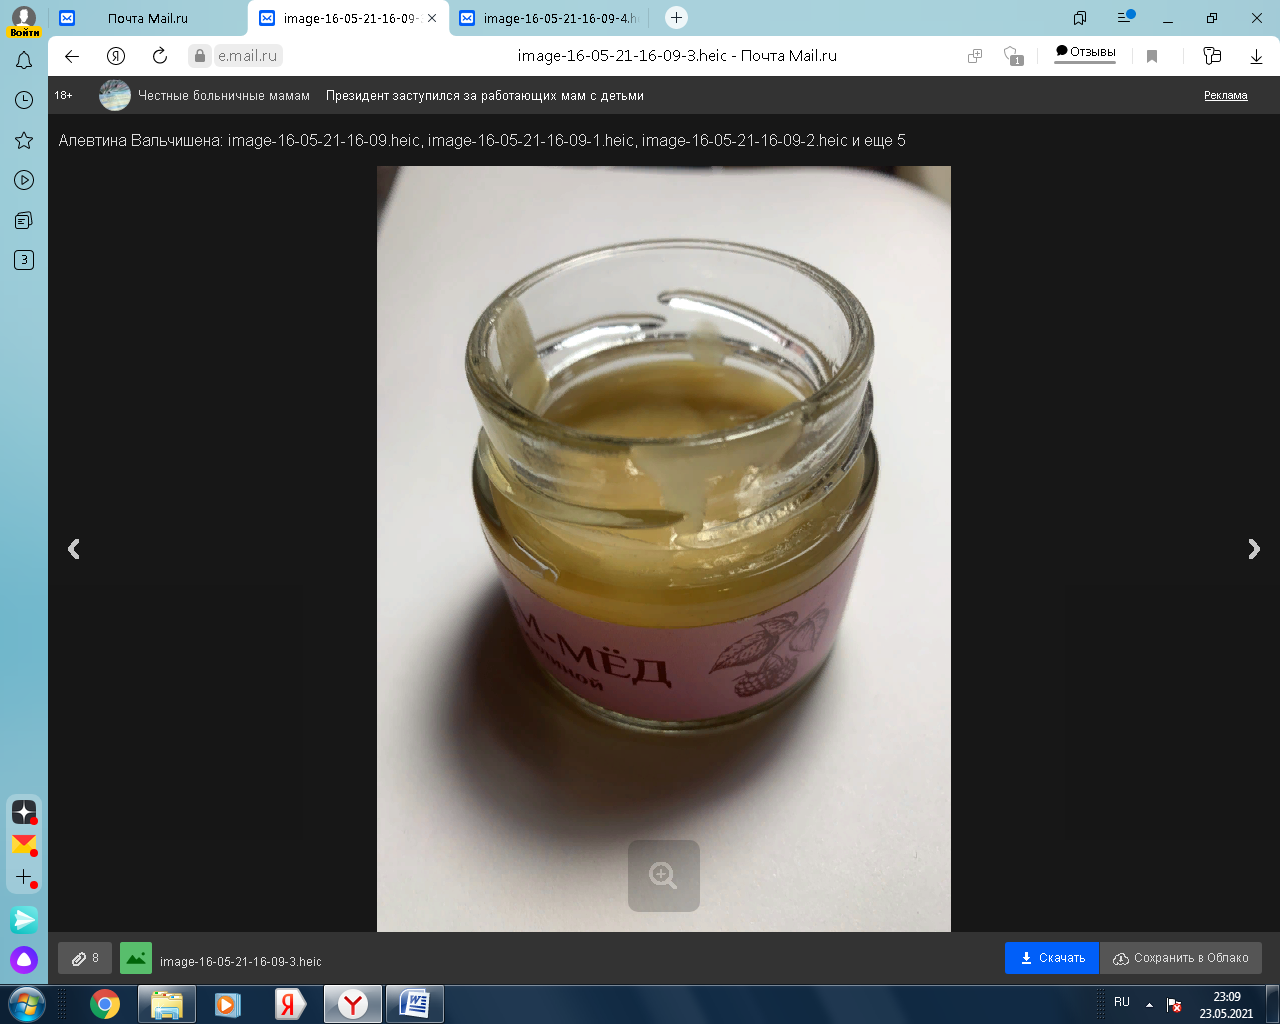 Войти
Почта Mail.ru
image-16-05-21-16-09-
image-16-05-21-16-09-4.h
e.mail.ru
image-16-05-21-16-09-3.heic - Почта Mail.ru
1
Отзывы
18+
Честные больничные мамам
Президент заступился за работающих мам с детьми
Реклама
Алевтина Вальчишена: image-16-05-21-16-09.heic, image-16-05-21-16-09-1.heic, image-16-05-21-16-09-2.heic и еще 5
3
М-МЁД
8
image-16-05-21-16-09-3.heic
Скачать
Сохранить в Облако
RU
23:09
23.05.2021